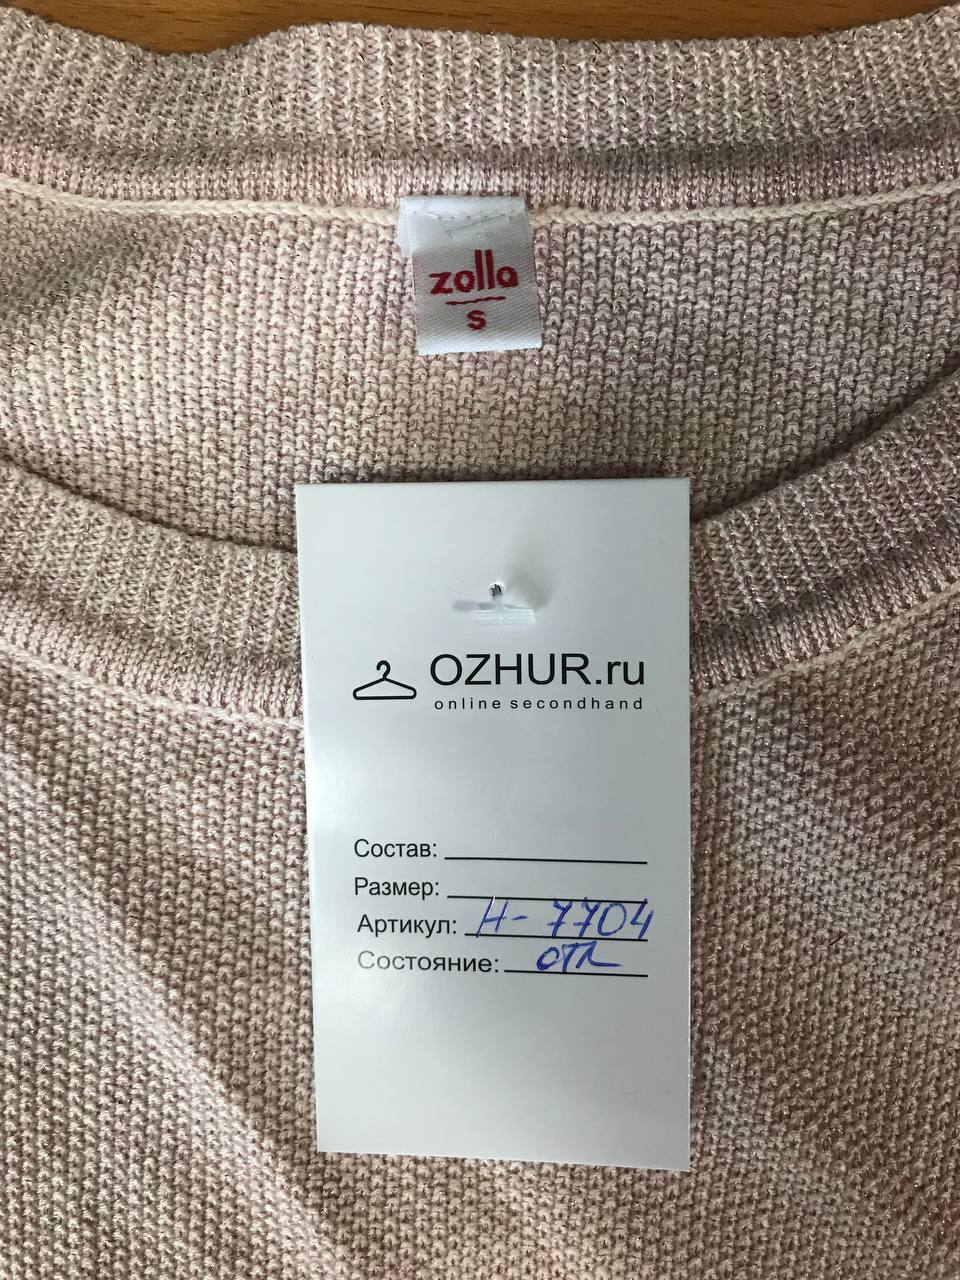 zolla
S
OZHUR.ru
online secondhand
Состав:
Размер:
Артикул: Н-7704
Состояние: отл